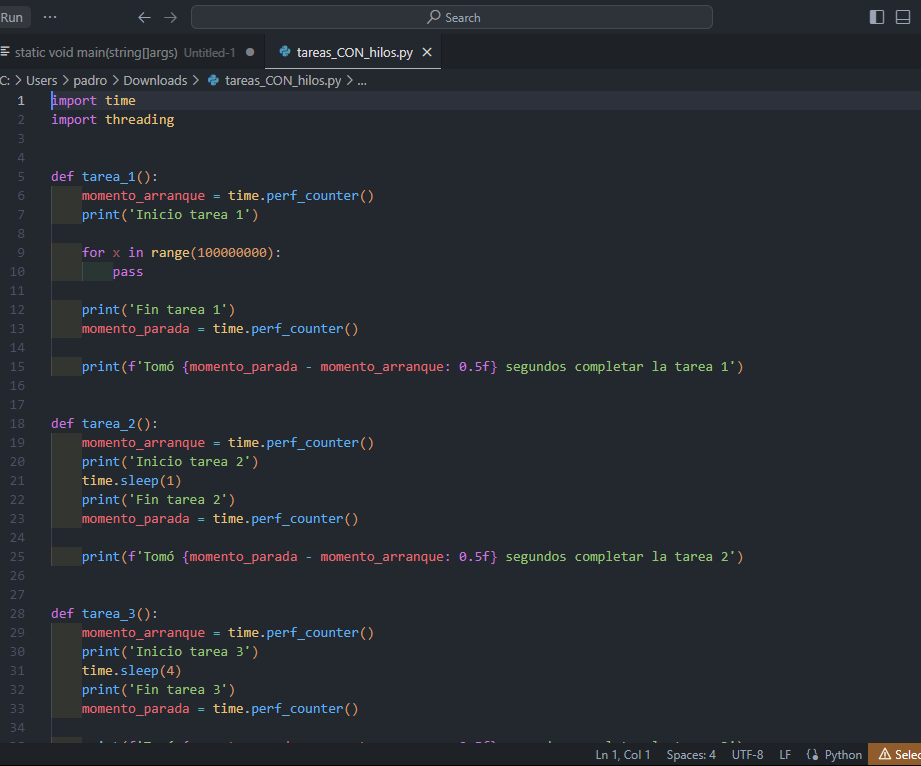 Run ··· ← → Search
static void main(string[]args) Untitled-1 ● tareas_CON_hilos.py ×
C: > Users > padro > Downloads > tareas_CON_hilos.py > ...
1 import time
2 import threading
3
4
5 def tarea_1():
6     momento_arranque = time.perf_counter()
7     print('Inicio tarea 1')
8
9     for x in range(100000000):
10         pass
11
12     print('Fin tarea 1')
13     momento_parada = time.perf_counter()
14
15     print(f'Tomó {momento_parada - momento_arranque: 0.5f} segundos completar la tarea 1')
16
17
18 def tarea_2():
19     momento_arranque = time.perf_counter()
20     print('Inicio tarea 2')
21     time.sleep(1)
22     print('Fin tarea 2')
23     momento_parada = time.perf_counter()
24
25     print(f'Tomó {momento_parada - momento_arranque: 0.5f} segundos completar la tarea 2')
26
27
28 def tarea_3():
29     momento_arranque = time.perf_counter()
30     print('Inicio tarea 3')
31     time.sleep(4)
32     print('Fin tarea 3')
33     momento_parada = time.perf_counter()
34
Ln 1, Col 1 Spaces: 4 UTF-8 LF {} Python Selec